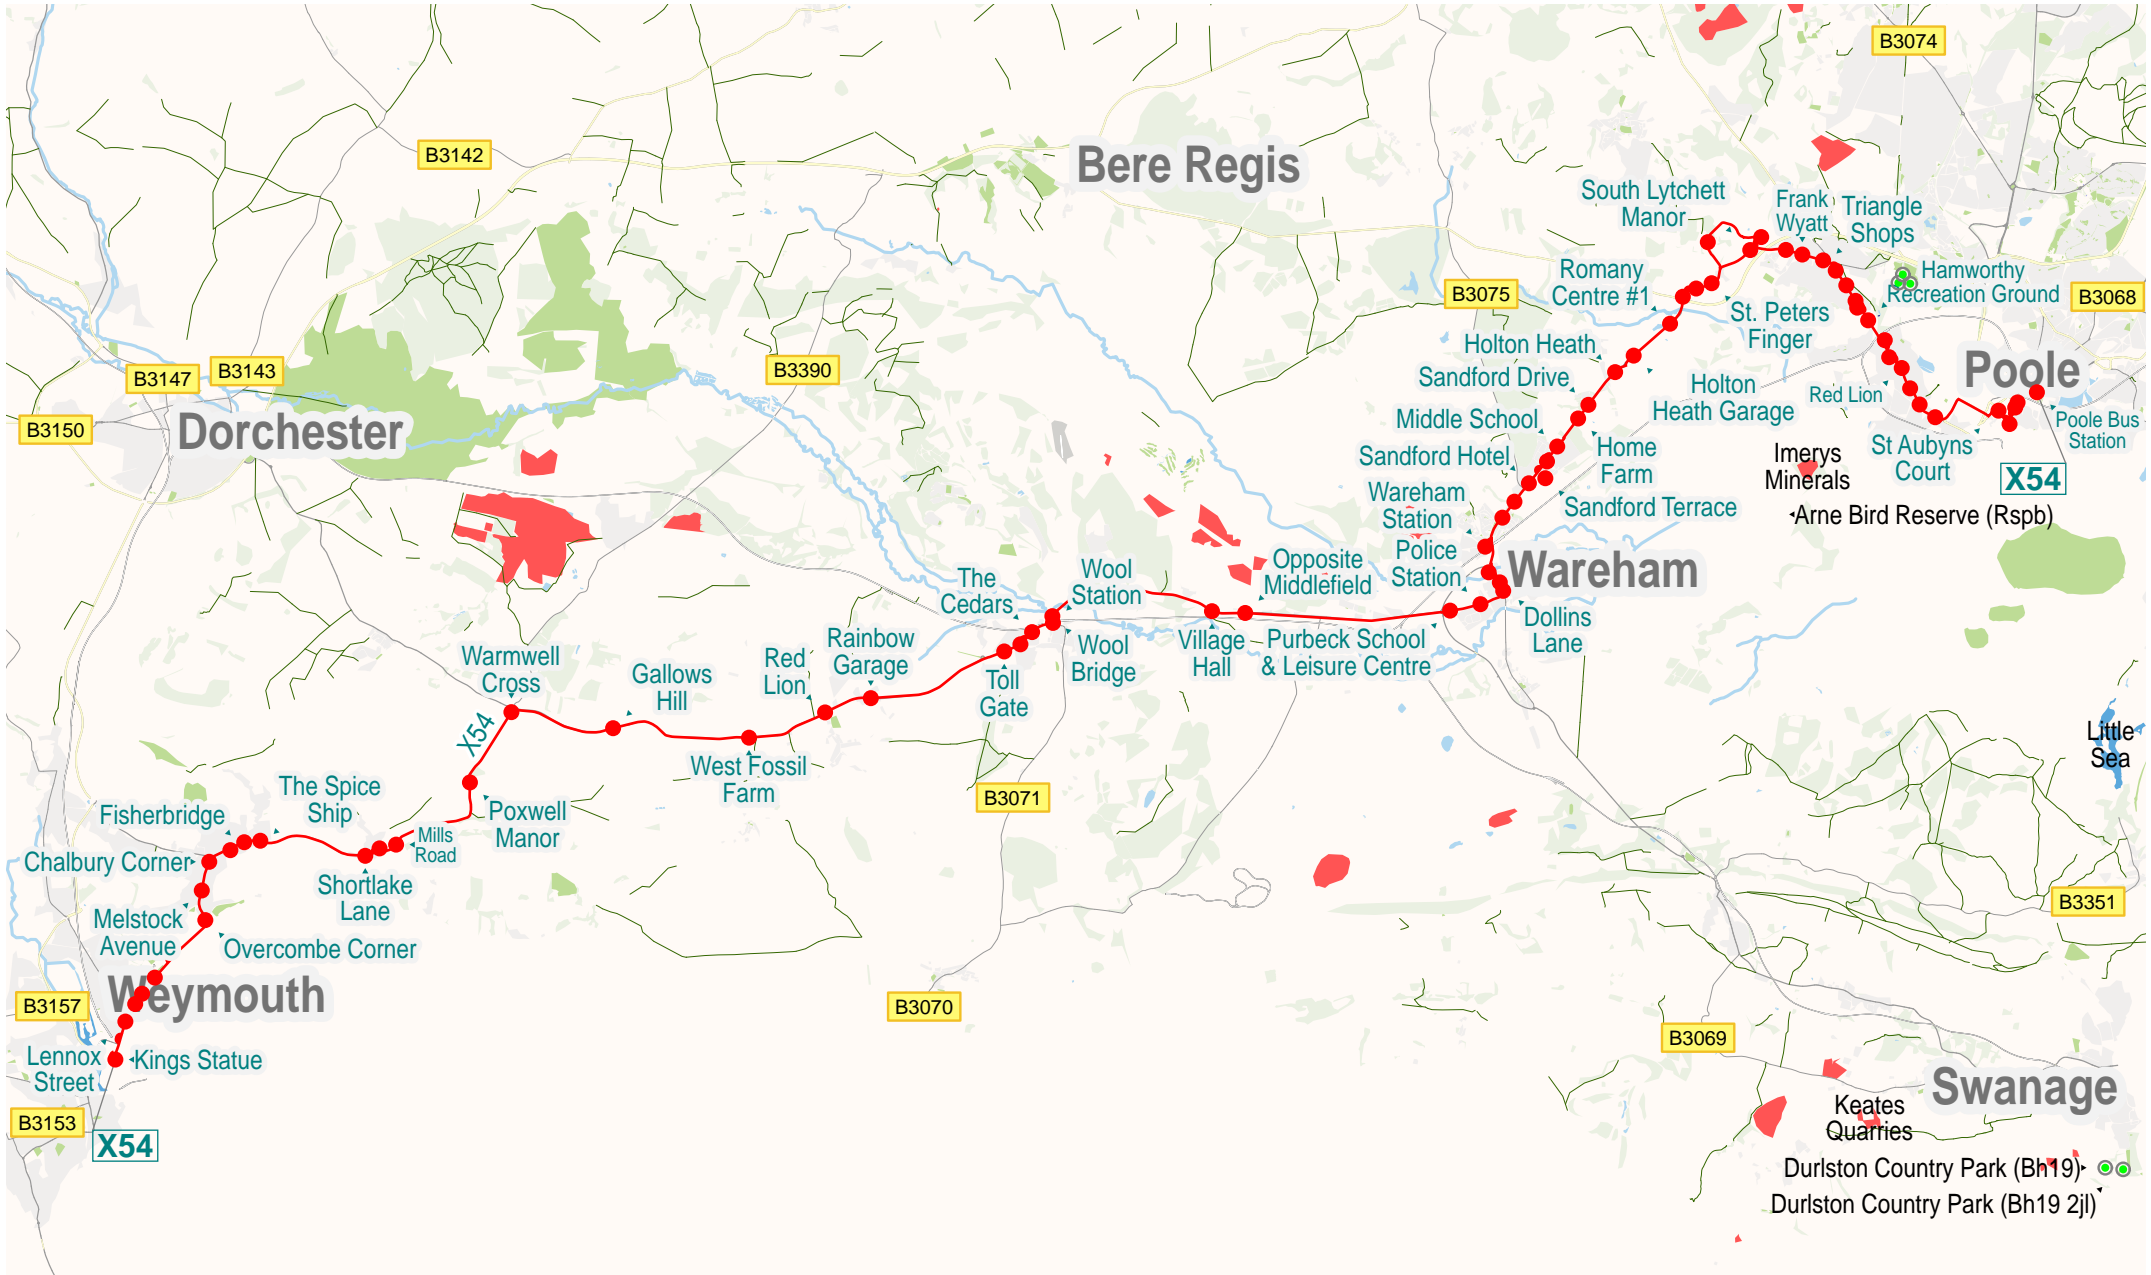 B3074
B3142
Bere Regis
South Lytchett
Manor
Frank
Wyatt
Triangle
Shops
Romany
Centre #1
Hamworthy
Recreation Ground
B3075
B3068
St. Peters
Finger
Holton Heath
B3147
B3143
B3390
Sandford Drive
Holton
Heath Garage
Red Lion
Poole
B3150
Dorchester
Middle School
Poole Bus
Station
Sandford Hotel
Home
Farm
Imerys
Minerals
St Aubyns
Court
X54
Wareham
Station
Sandford Terrace
Arne Bird Reserve (Rspb)
Police
Station
Wareham
Opposite
Middlefield
The
Cedars
Wool
Station
Dollins
Lane
Village
Hall
Purbeck School
& Leisure Centre
Wool
Bridge
Rainbow
Garage
Red
Lion
Toll
Gate
Warmwell
Cross
Gallows
Hill
X54
West Fossil
Farm
Little
Sea
B3071
The Spice
Ship
Poxwell
Manor
Fisherbridge
Mills
Road
Chalbury Corner
Shortlake
Lane
B3351
Melstock
Avenue
Overcombe Corner
Weymouth
B3157
B3070
B3069
Lennox
Street
Kings Statue
Swanage
Keates
Quarries
B3153
X54
Durlston Country Park (Bh19)
Durlston Country Park (Bh19 2jl)